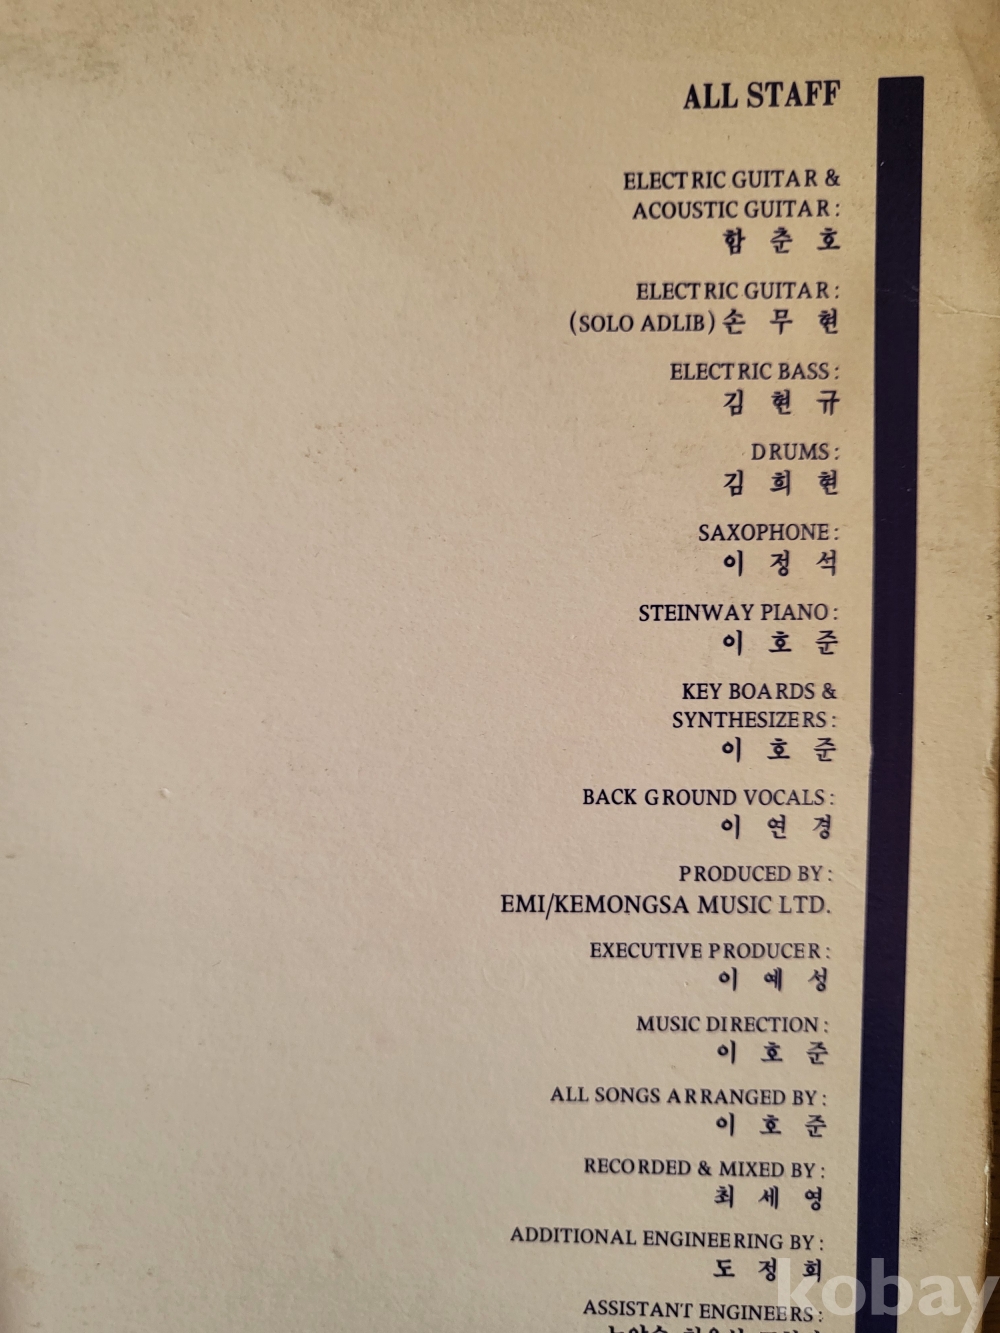 ALL STAFF
ELECTRIC GUITAR &
ACOUSTIC GUITAR:
함 춘 호
ELECTRIC GUITAR:
(SOLO ADLIB) 손 무 현
ELECTRIC BASS:
김 현 규
DRUMS:
김 희 현
SAXOPHONE:
이 정 석
STEINWAY PIANO:
이 호 준
KEY BOARDS &
SYNTHESIZERS:
이 호 준
BACK GROUND VOCALS:
이 연 경
PRODUCED BY:
EMI/KEMONGSA MUSIC LTD.
EXECUTIVE PRODUCER:
이 예 성
MUSIC DIRECTION:
이 호 준
ALL SONGS ARRANGED BY:
이 호 준
RECORDED & MIXED BY:
최 세 영
ADDITIONAL ENGINEERING BY:
도 정 회
kobay
ASSISTANT ENGINEERS: